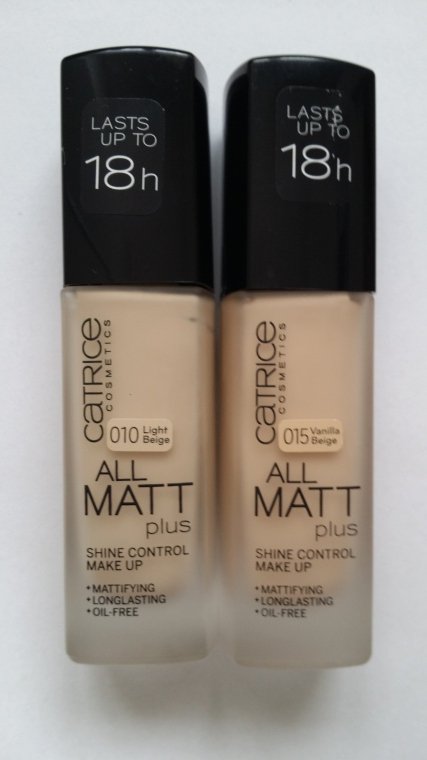 LASTS
UP TO
18h
CATRICE
COSMETICS
010 Light
Beige
ALL
MATT
plus
SHINE CONTROL
MAKE UP
+MATTIFYING
+LONGLASTING
+OIL-FREE
LASTS
UP TO
18h
CATRICE
COSMETICS
015 Vanilla
Beige
ALL
MATT
plus
SHINE CONTROL
MAKE UP
+MATTIFYING
+LONGLASTING
+OIL-FREE